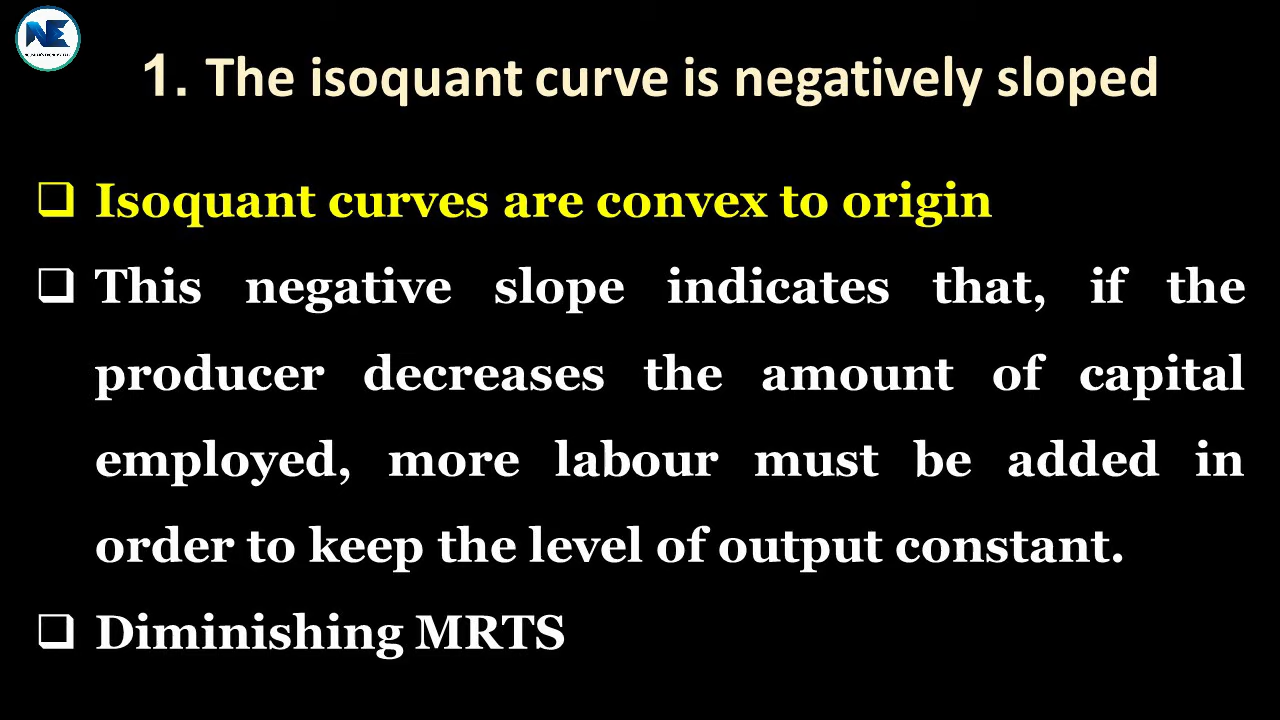 NE
1. The isoquant curve is negatively sloped
❑ Isoquant curves are convex to origin
❑ This negative slope indicates that, if the
producer decreases the amount of capital
employed, more labour must be added in
order to keep the level of output constant.
❑ Diminishing MRTS